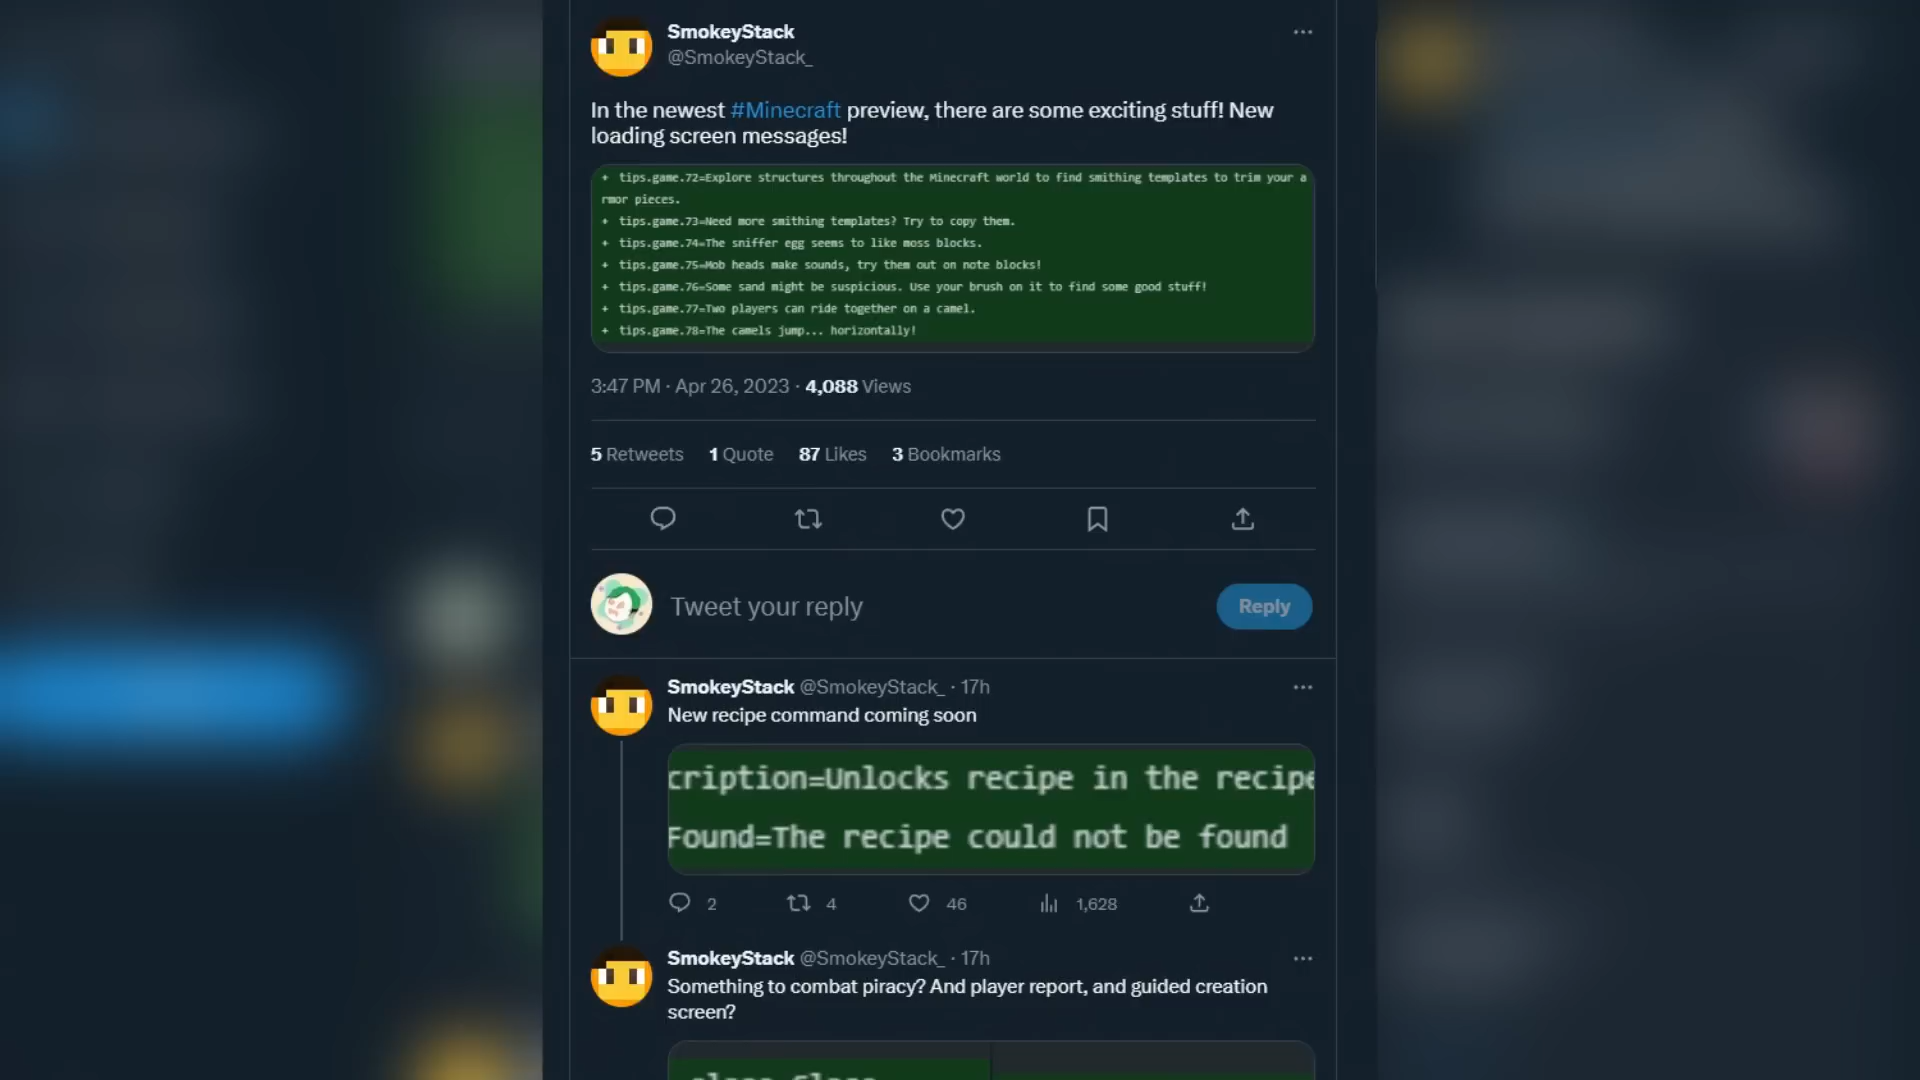 SmokeyStack
@SmokeyStack_
In the newest #Minecraft preview, there are some exciting stuff! New
loading screen messages!
+ tips.game.72=Explore structures throughout the Minecraft world to find smithing templates to trim your a
rmor pieces.
+ tips.game.73=Need more smithing templates? Try to copy them.
+ tips.game.74=The sniffer egg seems to like moss blocks.
+ tips.game.75=Mob heads make sounds, try them out on note blocks!
+ tips.game.76=Some sand might be suspicious. Use your brush on it to find some good stuff!
+ tips.game.77=Two players can ride together on a camel.
+ tips.game.78=The camels jump... horizontally!
3:47 PM · Apr 26, 2023 · 4,088 Views
5 Retweets 1 Quote 87 Likes 3 Bookmarks
Tweet your reply Reply
SmokeyStack @SmokeyStack_ · 17h
New recipe command coming soon
cription=Unlocks recipe in the recipe
Found=The recipe could not be found
2 4 46 1,628
SmokeyStack @SmokeyStack_ · 17h
Something to combat piracy? And player report, and guided creation
screen?